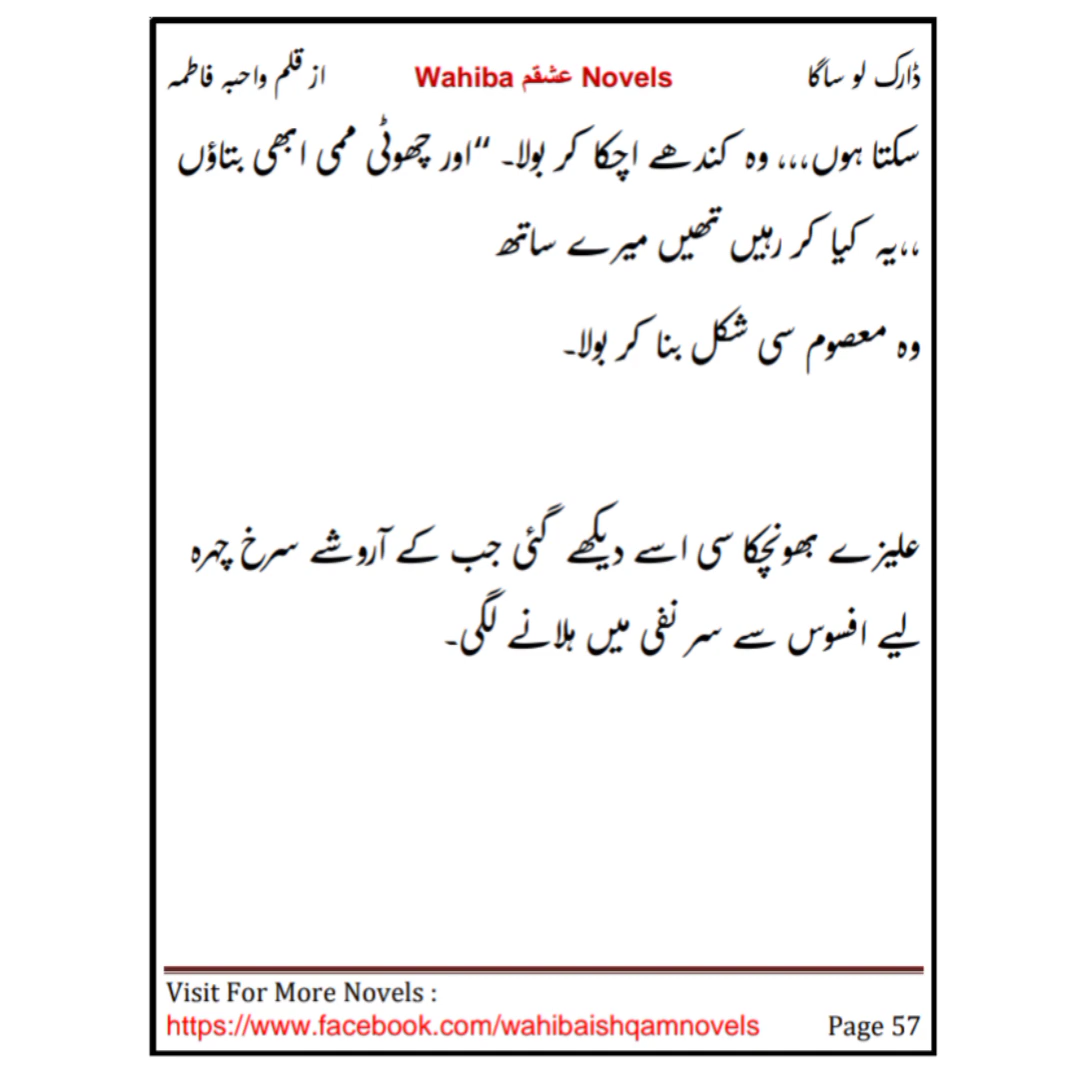 ڈارک لو ساگا Wahiba عشقم Novels از قلم واحبہ فاطمہ
سکتا ہوں،،،، وہ کندھے اچکا کر بولا۔ “اور چھوٹی ممی ابھی بتاؤں
،،یہ کیا کر رہیں تھیں میرے ساتھ
وہ معصوم سی شکل بنا کر بولا۔
علیزے بھونچکا سی اسے دیکھے گئی جب کے آروشے سرخ چہرہ
لیے افسوس سے سر نفی میں ہلانے لگی۔
Visit For More Novels :
https://www.facebook.com/wahibaishqamnovels Page 57